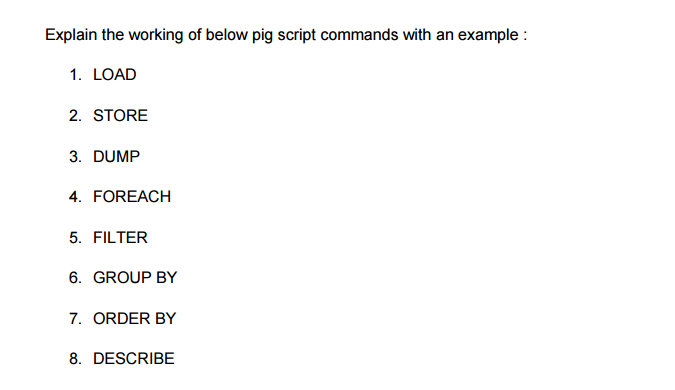 Explain the working of below pig script commands with an example :
1. LOAD
2. STORE
3. DUMP
4. FOREACH
5. FILTER
6. GROUP BY
7. ORDER BY
8. DESCRIBE